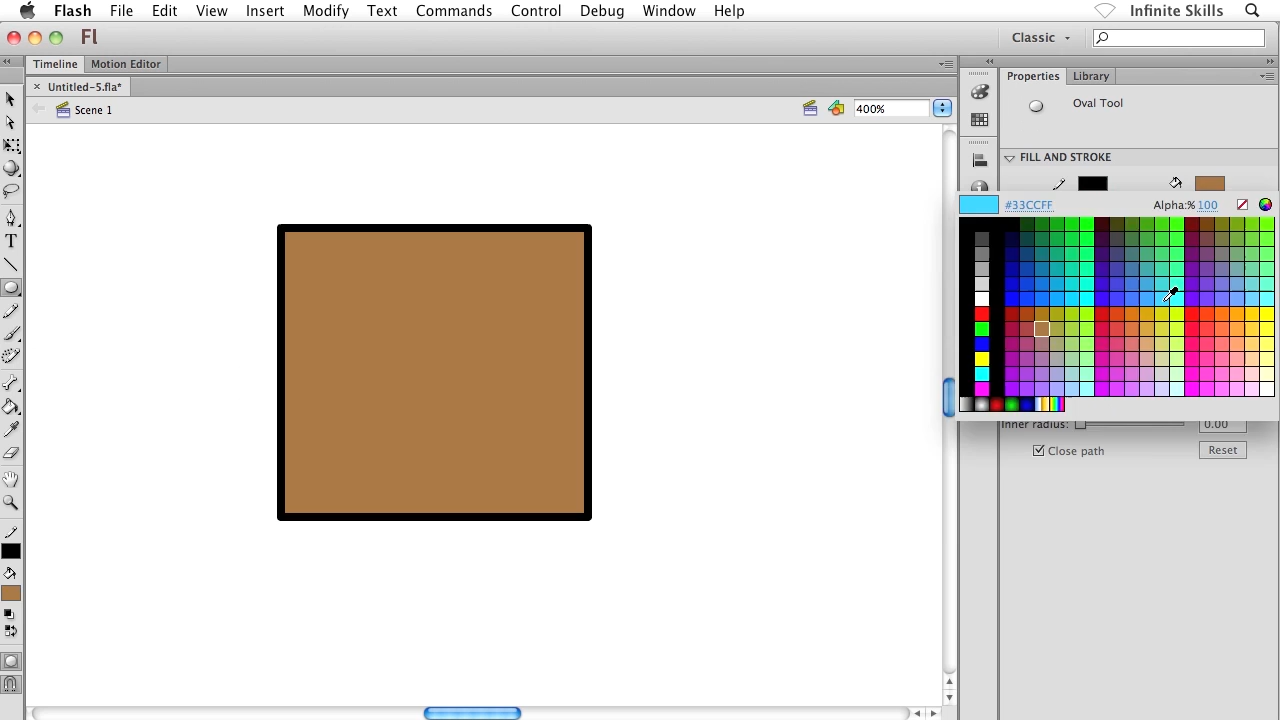 Flash File Edit View Insert Modify Text Commands Control Debug Window Help Infinite Skills
Fl Classic
Timeline Motion Editor
× Untitled-5.fla*
Scene 1 400%
Properties Library
Oval Tool
FILL AND STROKE
#33CCFF Alpha:% 100
Inner radius: 0.00
Close path Reset
T